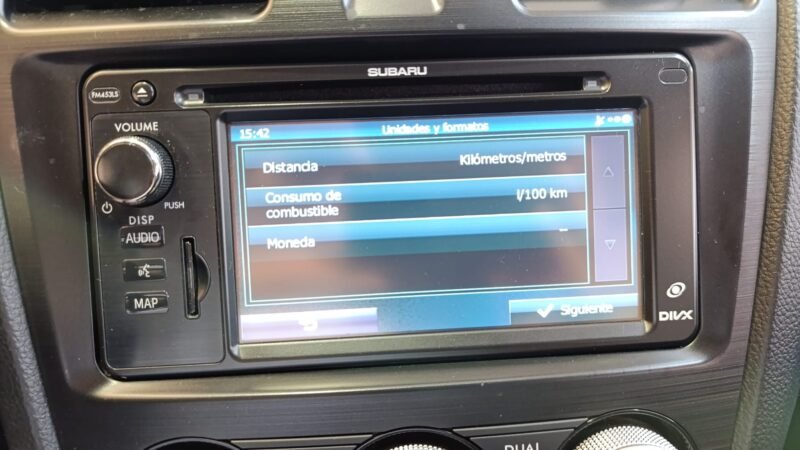 SUBARU
FM453LS
VOLUME
PUSH
DISP
AUDIO
MAP
15:42 Unidades y formatos
Distancia Kilómetros/metros
Consumo de
combustible l/100 km
Moneda –
Siguiente
DIVX
DUAL